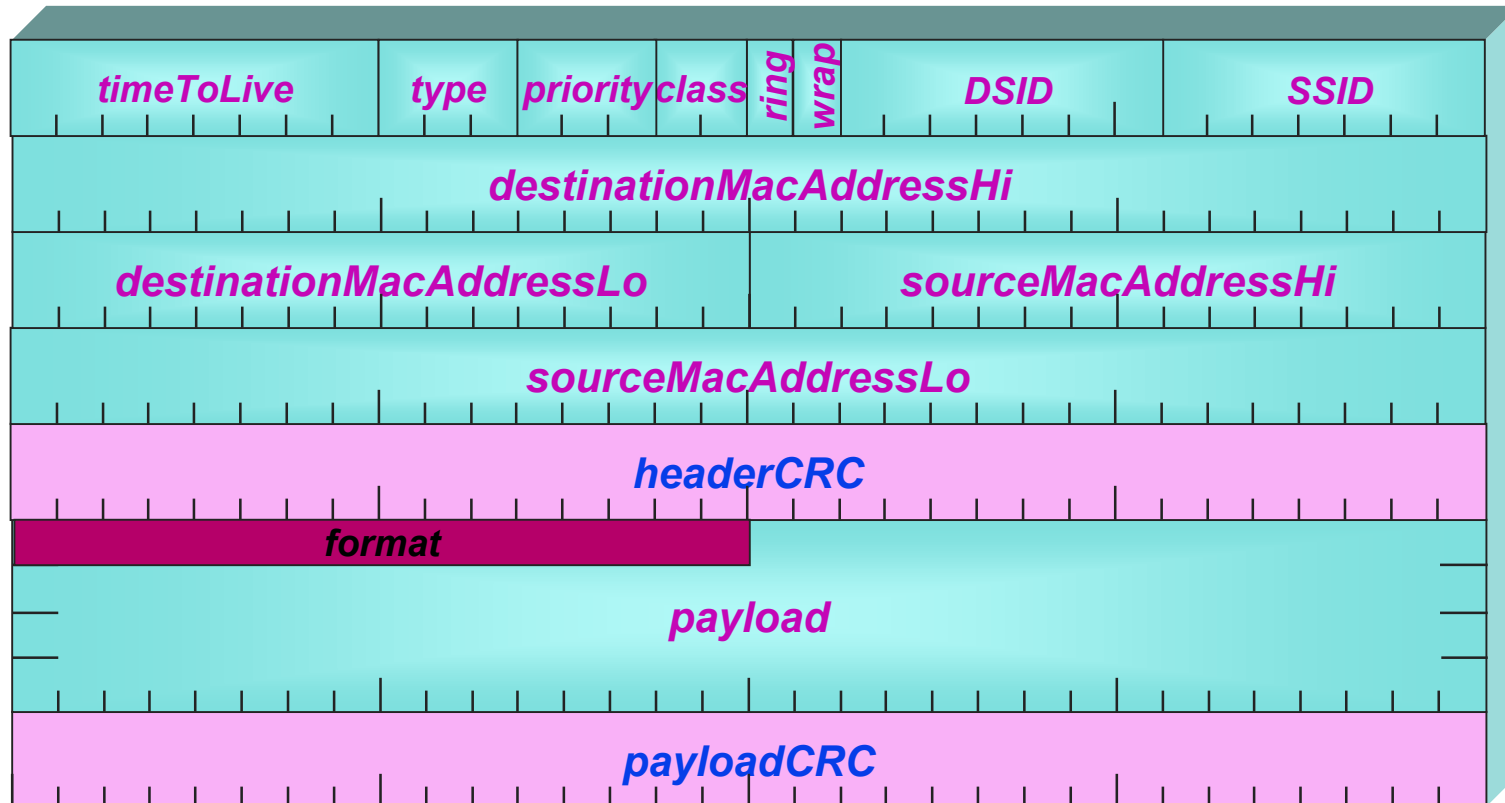 timeToLive type priority class ring wrap DSID SSID
destinationMacAddressHi
destinationMacAddressLo sourceMacAddressHi
sourceMacAddressLo
headerCRC
format
payload
payloadCRC